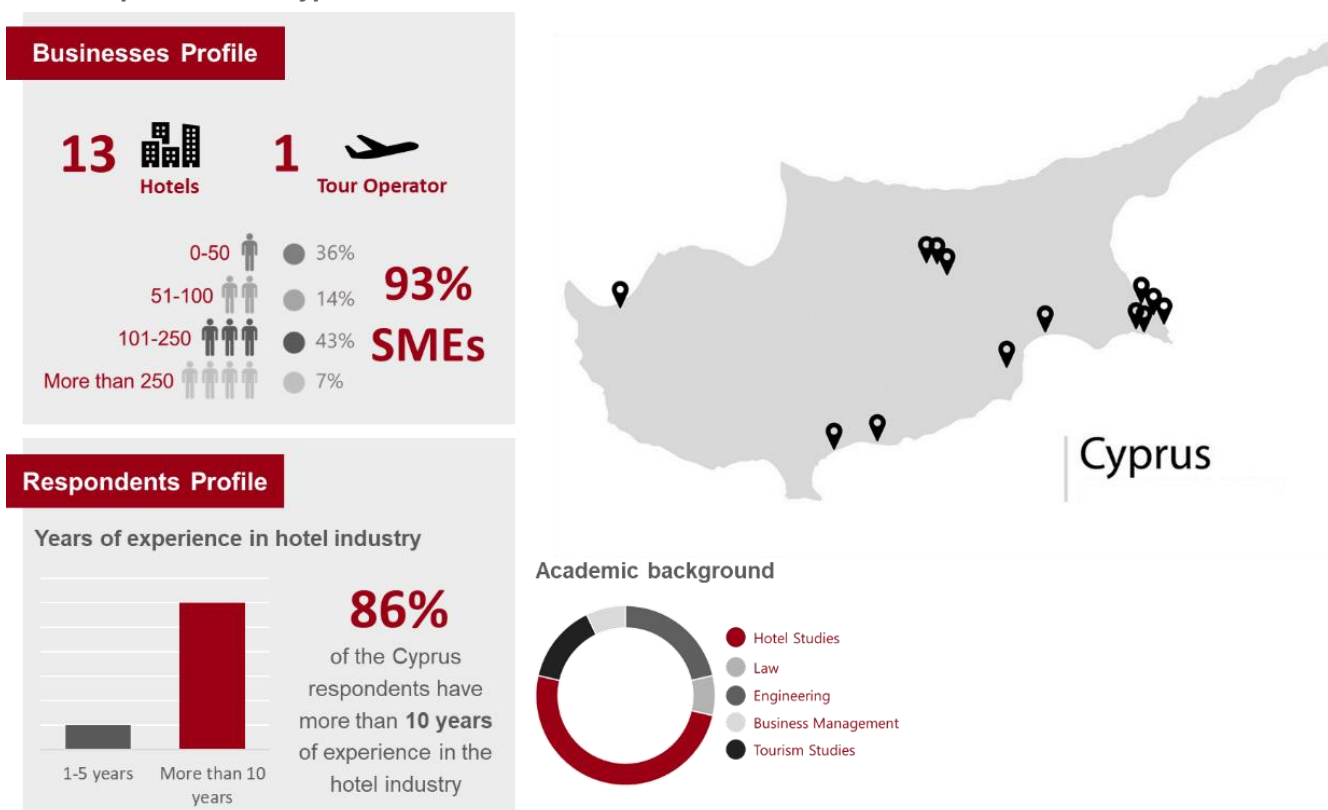 Businesses Profile
13
Hotels
1
Tour Operator
0-50
36%
51-100
14%
101-250
43%
More than 250
7%
93%
SMEs
Cyprus
Respondents Profile
Years of experience in hotel industry
1-5 years
More than 10
years
86%
of the Cyprus
respondents have
more than 10 years
of experience in the
hotel industry
Academic background
Hotel Studies
Law
Engineering
Business Management
Tourism Studies